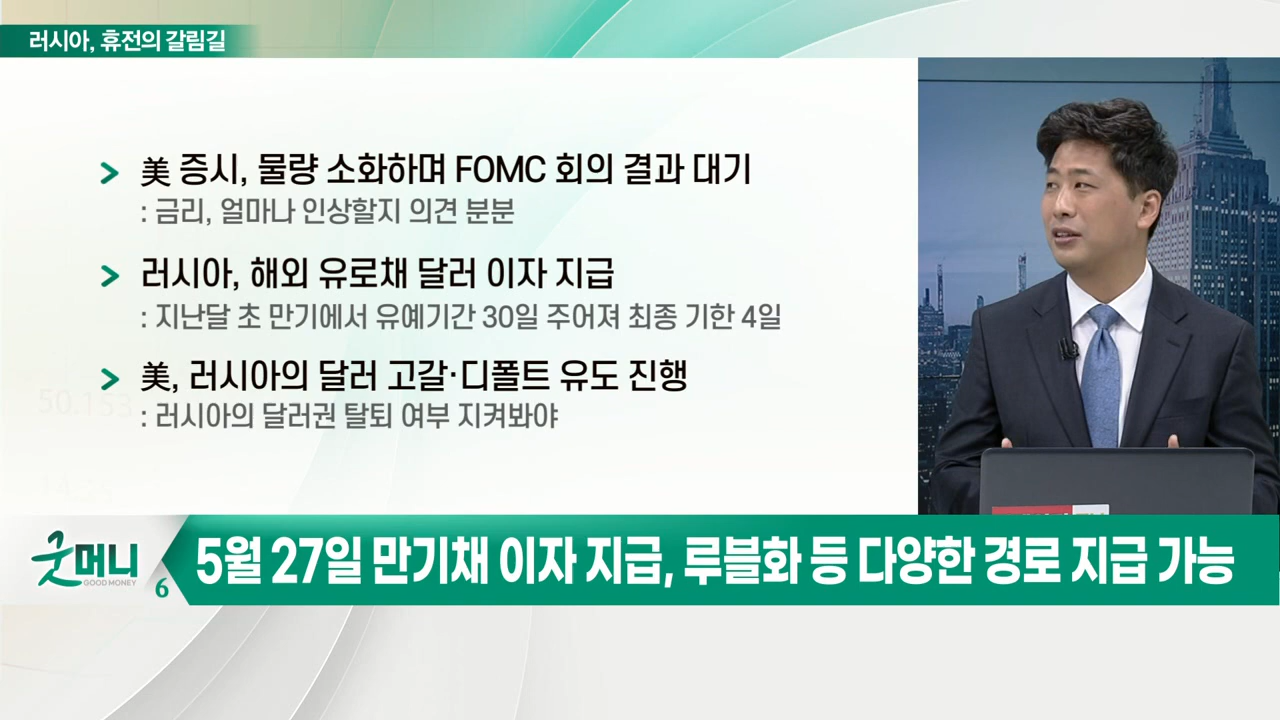 러시아, 휴전의 갈림길
美 증시, 물량 소화하며 FOMC 회의 결과 대기
: 금리, 얼마나 인상할지 의견 분분
러시아, 해외 유로채 달러 이자 지급
: 지난달 초 만기에서 유예기간 30일 주어져 최종 기한 4일
美, 러시아의 달러 고갈·디폴트 유도 진행
: 러시아의 달러권 탈퇴 여부 지켜봐야
50.153
굿머니
GOOD MONEY
6
5월 27일 만기채 이자 지급, 루블화 등 다양한 경로 지급 가능